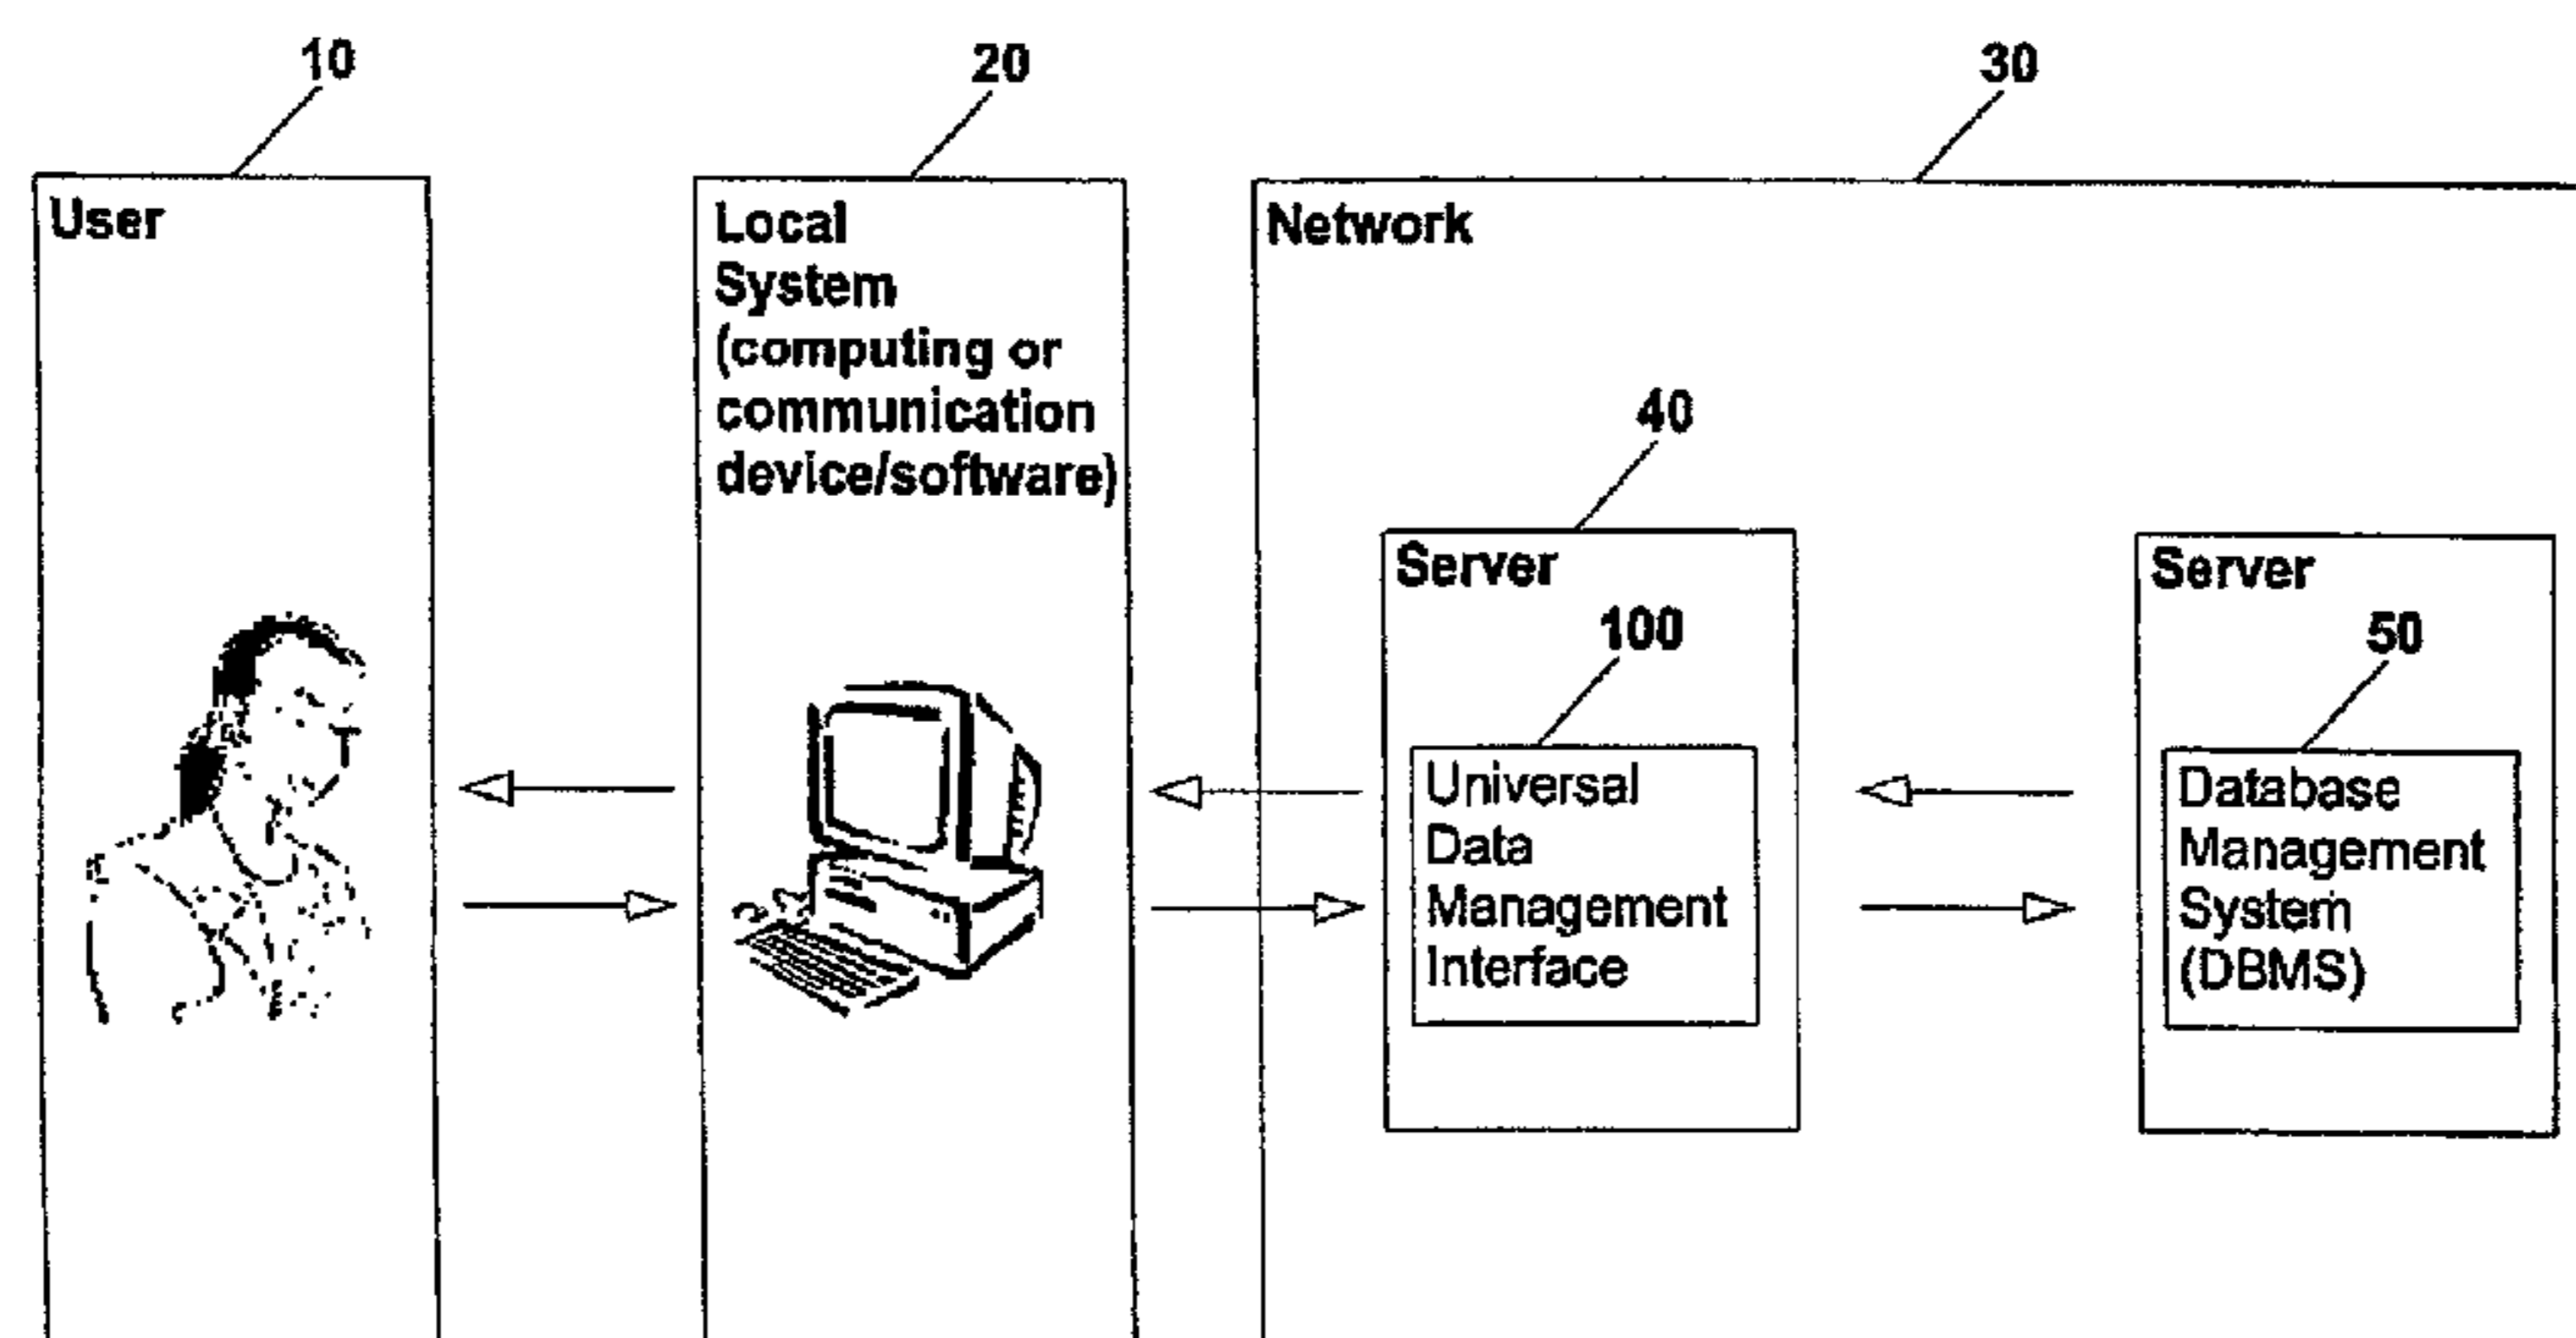 10
20
30
User
Local
System
(computing or
communication
device/software)
Network
40
Server
100
Universal
Data
Management
Interface
Server
50
Database
Management
System
(DBMS)